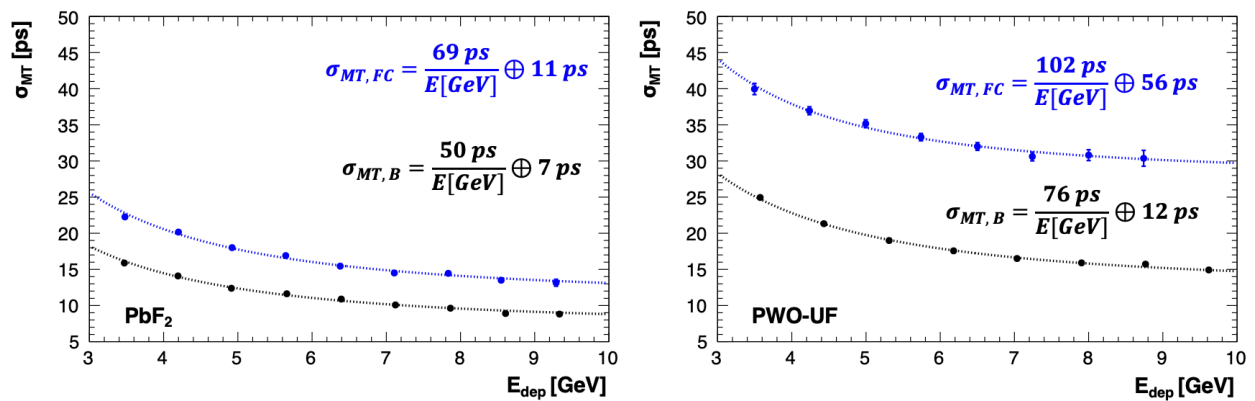 σMT [ps]
50
45
40
35
30
25
20
15
10
5
σMT, FC = 69 ps / E[GeV] ⊕ 11 ps
σMT, B = 50 ps / E[GeV] ⊕ 7 ps
PbF2
3 4 5 6 7 8 9 10
Edep [GeV]
σMT [ps]
50
45
40
35
30
25
20
15
10
5
σMT, FC = 102 ps / E[GeV] ⊕ 56 ps
σMT, B = 76 ps / E[GeV] ⊕ 12 ps
PWO-UF
3 4 5 6 7 8 9 10
Edep [GeV]